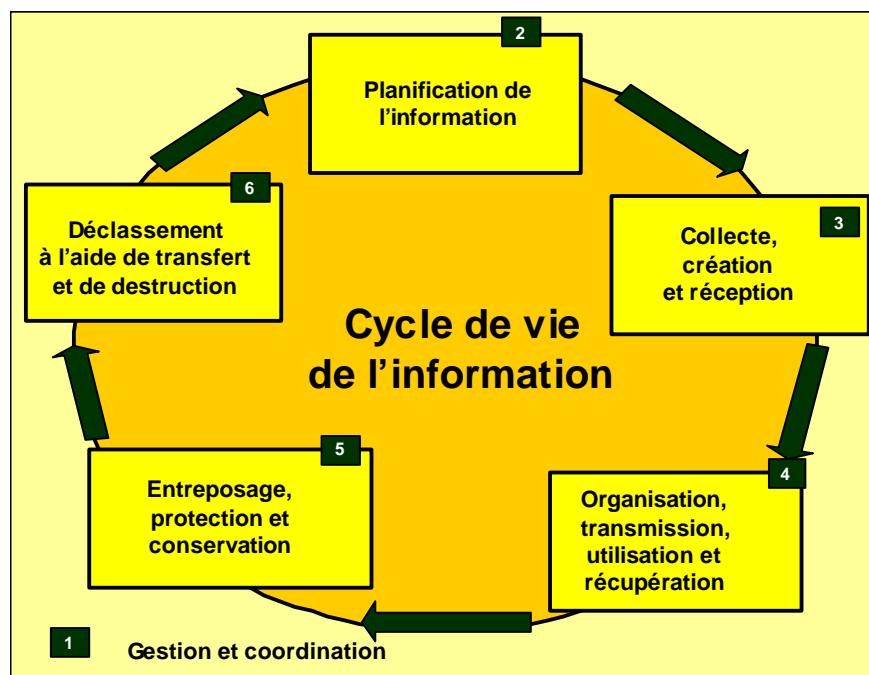 2
Planification de
l’information
3
Collecte,
création
et réception
4
Organisation,
transmission,
utilisation et
récupération
5
Entreposage,
protection et
conservation
6
Déclassement
à l’aide de transfert
et de destruction
Cycle de vie
de l’information
1
Gestion et coordination